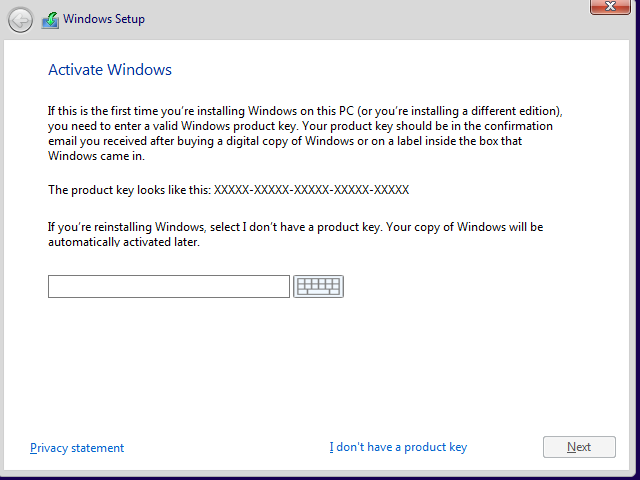 Windows Setup
Activate Windows
If this is the first time you're installing Windows on this PC (or you're installing a different edition),
you need to enter a valid Windows product key. Your product key should be in the confirmation
email you received after buying a digital copy of Windows or on a label inside the box that
Windows came in.
The product key looks like this: XXXXX-XXXXX-XXXXX-XXXXX-XXXXX
If you're reinstalling Windows, select I don't have a product key. Your copy of Windows will be
automatically activated later.
Privacy statement
I don't have a product key
Next